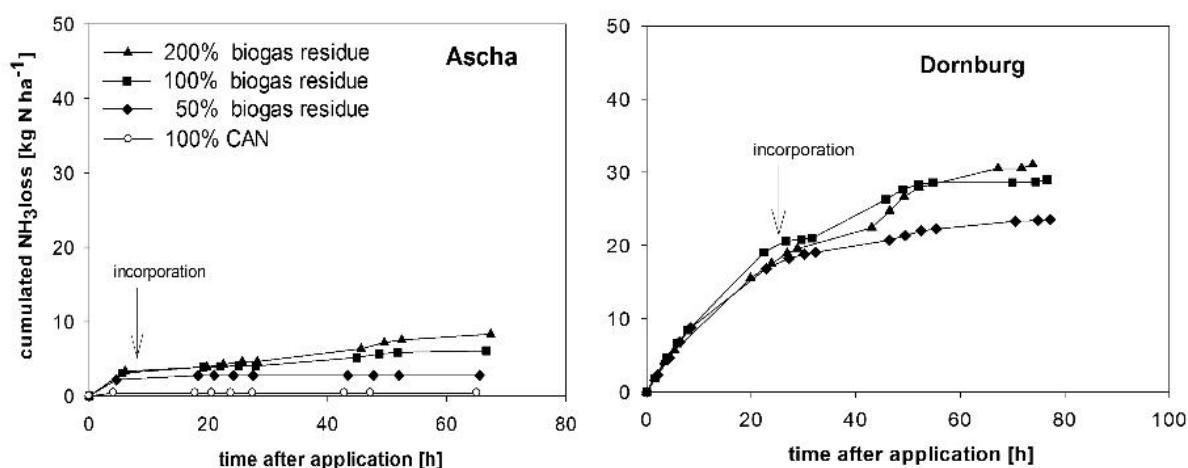 cumulated NH₃loss [kg N ha⁻¹]
50
40
30
20
10
0
200% biogas residue
100% biogas residue
50% biogas residue
100% CAN
Ascha
incorporation
0 20 40 60 80
time after application [h]
50
40
30
20
10
0
Dornburg
incorporation
0 20 40 60 80 100
time after application [h]